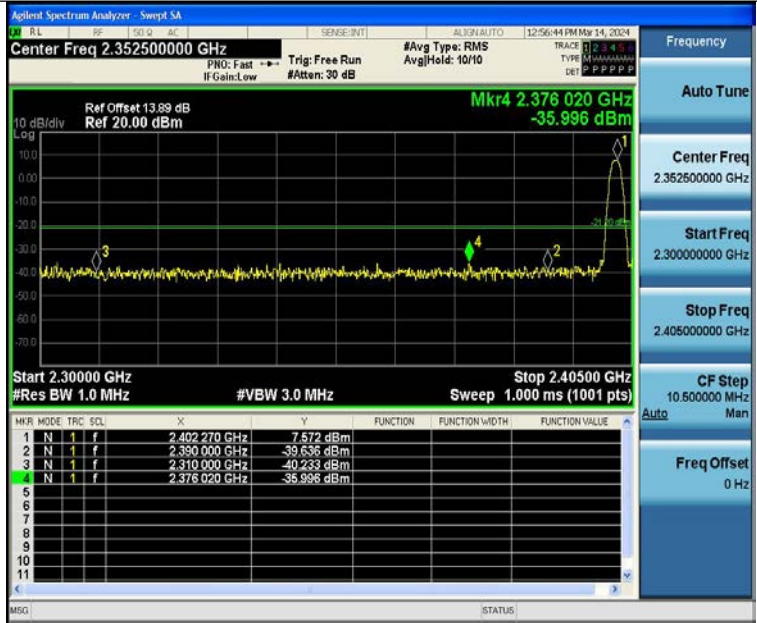 Agilent Spectrum Analyzer - Swept SA
RL RF 50 Ω AC SENSE:INT ALIGNAUTO 12:56:44 PM Mar 14, 2024
Center Freq 2.352500000 GHz
PNO: Fast
IFGain:Low
Trig: Free Run
#Atten: 30 dB
#Avg Type: RMS
Avg|Hold: 10/10
TRACE 1 2 3 4 5 6
TYPE M
DET P P P P P P
Frequency
Ref Offset 13.89 dB
10 dB/div Ref 20.00 dBm
Log
Mkr4 2.376 020 GHz
-35.996 dBm
10.0
0.00
-10.0
-20.0
-30.0
-40.0
-50.0
-60.0
-70.0
1
-21.20 dBm
3
4
2
Start 2.30000 GHz Stop 2.40500 GHz
#Res BW 1.0 MHz #VBW 3.0 MHz Sweep 1.000 ms (1001 pts)
MKR MODE TRC SCL X Y FUNCTION FUNCTION WIDTH FUNCTION VALUE
1 N 1 f 2.402 270 GHz 7.572 dBm
2 N 1 f 2.390 000 GHz -39.636 dBm
3 N 1 f 2.310 000 GHz -40.233 dBm
4 N 1 f 2.376 020 GHz -35.996 dBm
5
6
7
8
9
10
11
MSG STATUS
Auto Tune
Center Freq
2.352500000 GHz
Start Freq
2.300000000 GHz
Stop Freq
2.405000000 GHz
CF Step
10.500000 MHz
Auto Man
Freq Offset
0 Hz